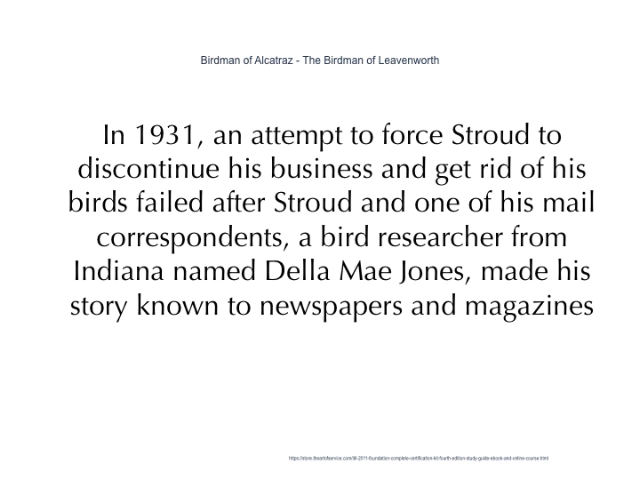 Birdman of Alcatraz - The Birdman of Leavenworth
In 1931, an attempt to force Stroud to
discontinue his business and get rid of his
birds failed after Stroud and one of his mail
correspondents, a bird researcher from
Indiana named Della Mae Jones, made his
story known to newspapers and magazines